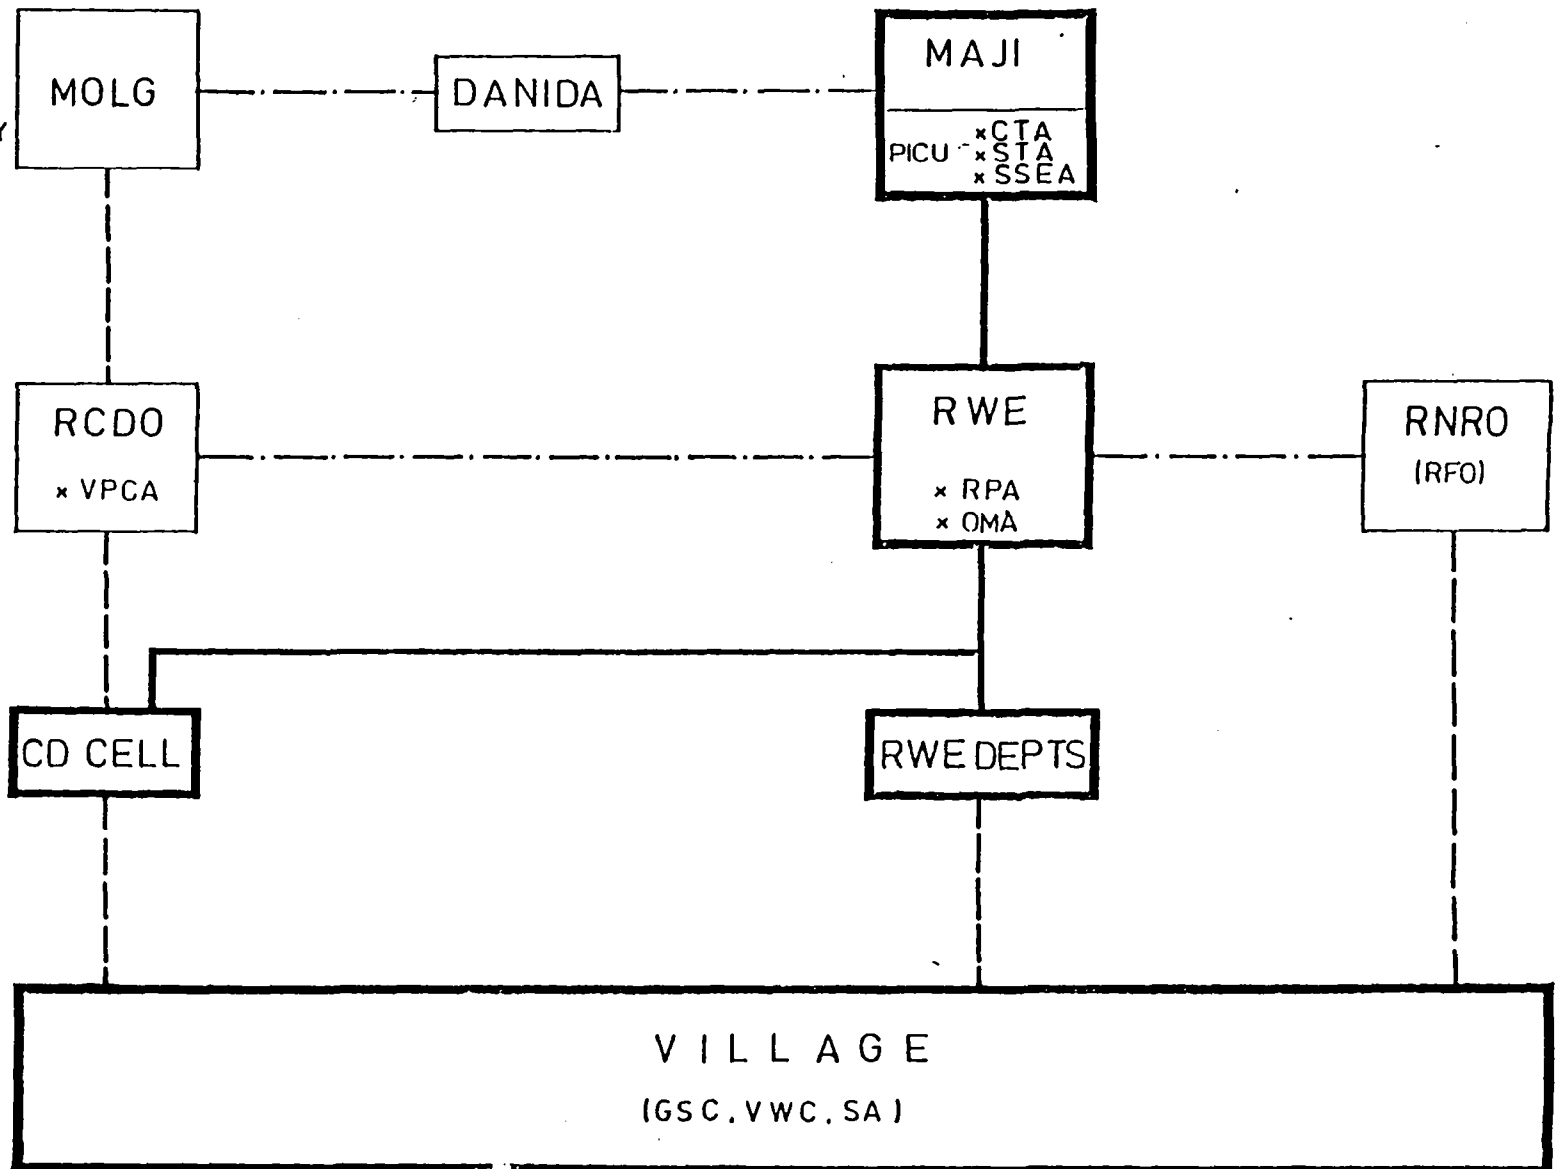 MOLG
DANIDA
MAJI
PICU
× CTA
× STA
× SSEA
RCDO
× VPCA
RWE
× RPA
× OMA
RNRO
(RFO)
CD CELL
RWE DEPTS
VILLAGE
(GSC, VWC, SA)